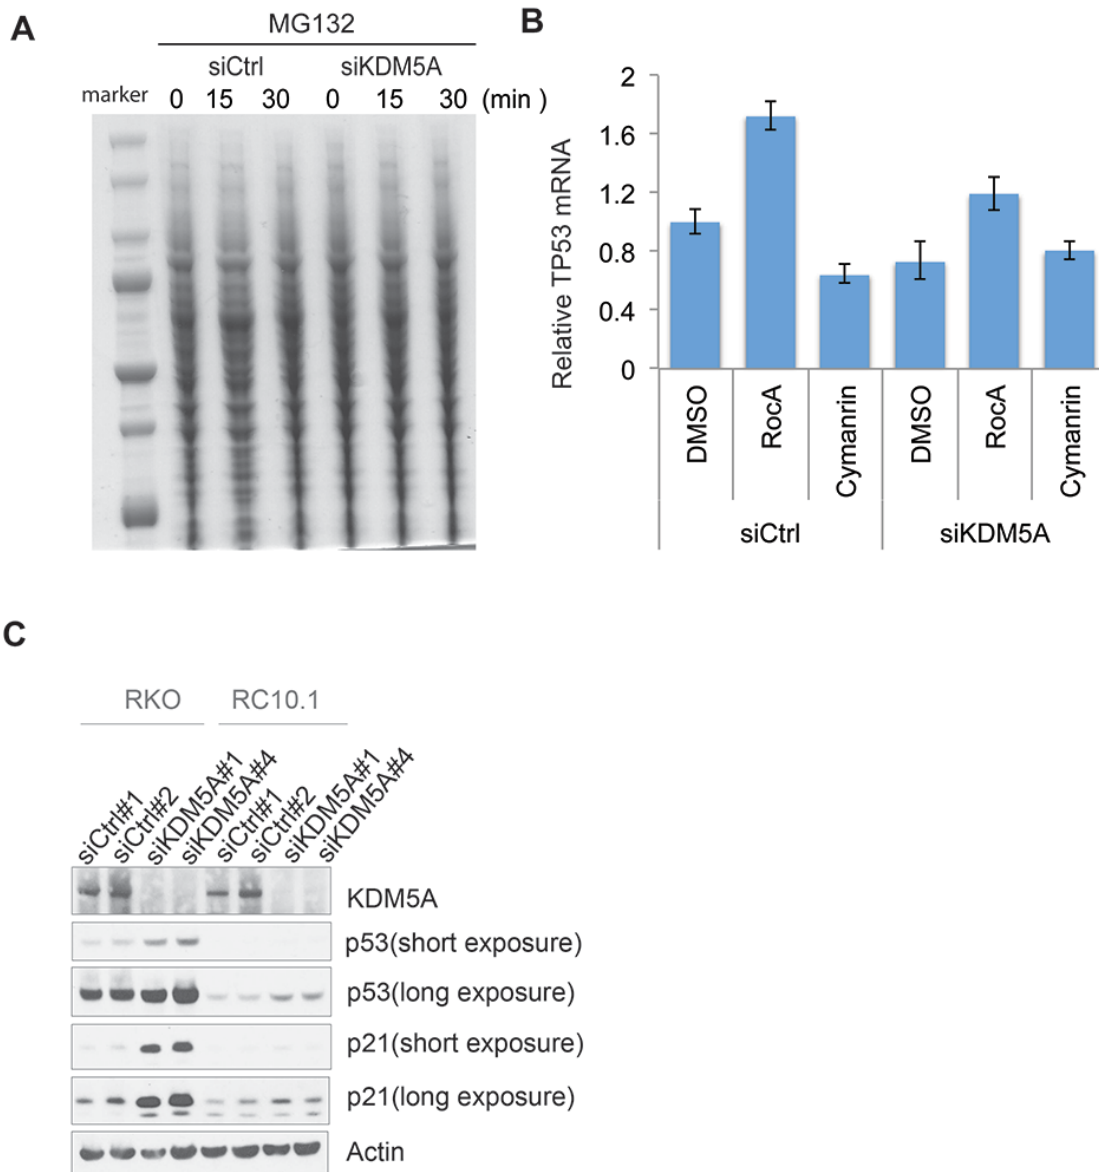 A
MG132
siCtrl siKDM5A
marker 0 15 30 0 15 30 (min )
B
Relative TP53 mRNA
2
1.6
1.2
0.8
0.4
0
DMSO RocA Cymanrin DMSO RocA Cymanrin
siCtrl siKDM5A
C
RKO RC10.1
siCtrl#1 siCtrl#2 siKDM5A#1 siKDM5A#4 siCtrl#1 siCtrl#2 siKDM5A#1 siKDM5A#4
KDM5A
p53(short exposure)
p53(long exposure)
p21(short exposure)
p21(long exposure)
Actin